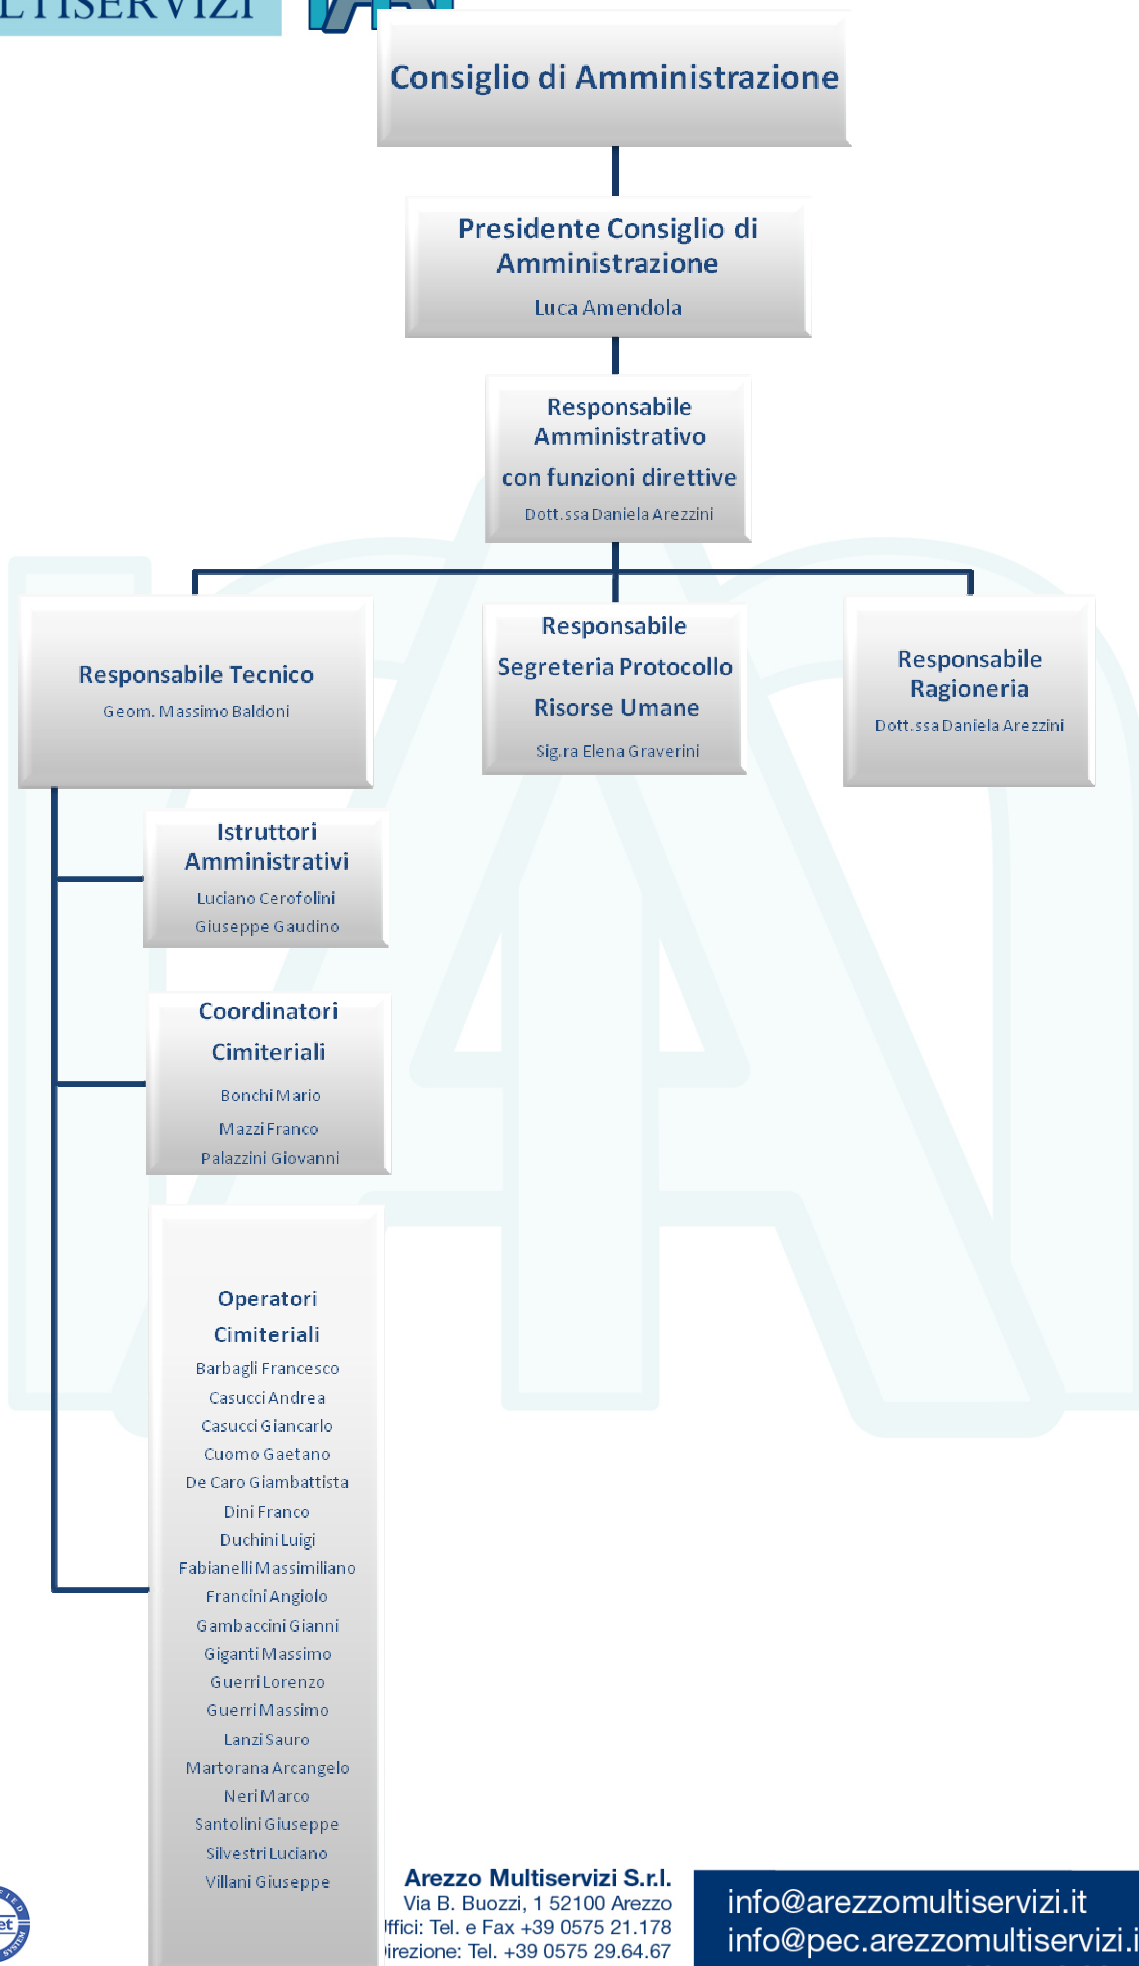 MULTISERVIZI
Consiglio di Amministrazione
Presidente Consiglio di
Amministrazione
Luca Amendola
Responsabile
Amministrativo
con funzioni direttive
Dott.ssa Daniela Arezzini
Responsabile Tecnico
Geom. Massimo Baldoni
Responsabile
Segreteria Protocollo
Risorse Umane
Sig.ra Elena Graverini
Responsabile
Ragioneria
Dott.ssa Daniela Arezzini
Istruttori
Amministrativi
Luciano Cerofolini
Giuseppe Gaudino
Coordinatori
Cimiteriali
Bonchi Mario
Mazzi Franco
Palazzini Giovanni
Operatori
Cimiteriali
Barbagli Francesco
Casucci Andrea
Casucci Giancarlo
Cuomo Gaetano
De Caro Giambattista
Dini Franco
Duchini Luigi
Fabianelli Massimiliano
Francini Angiolo
Gambaccini Gianni
Giganti Massimo
Guerri Lorenzo
Guerri Massimo
Lanzi Sauro
Martorana Arcangelo
Neri Marco
Santolini Giuseppe
Silvestri Luciano
Villani Giuseppe
Arezzo Multiservizi S.r.l.
Via B. Buozzi, 1 52100 Arezzo
ffici: Tel. e Fax +39 0575 21.178
irezione: Tel. +39 0575 29.64.67
info@arezzomultiservizi.it
info@pec.arezzomultiservizi.i